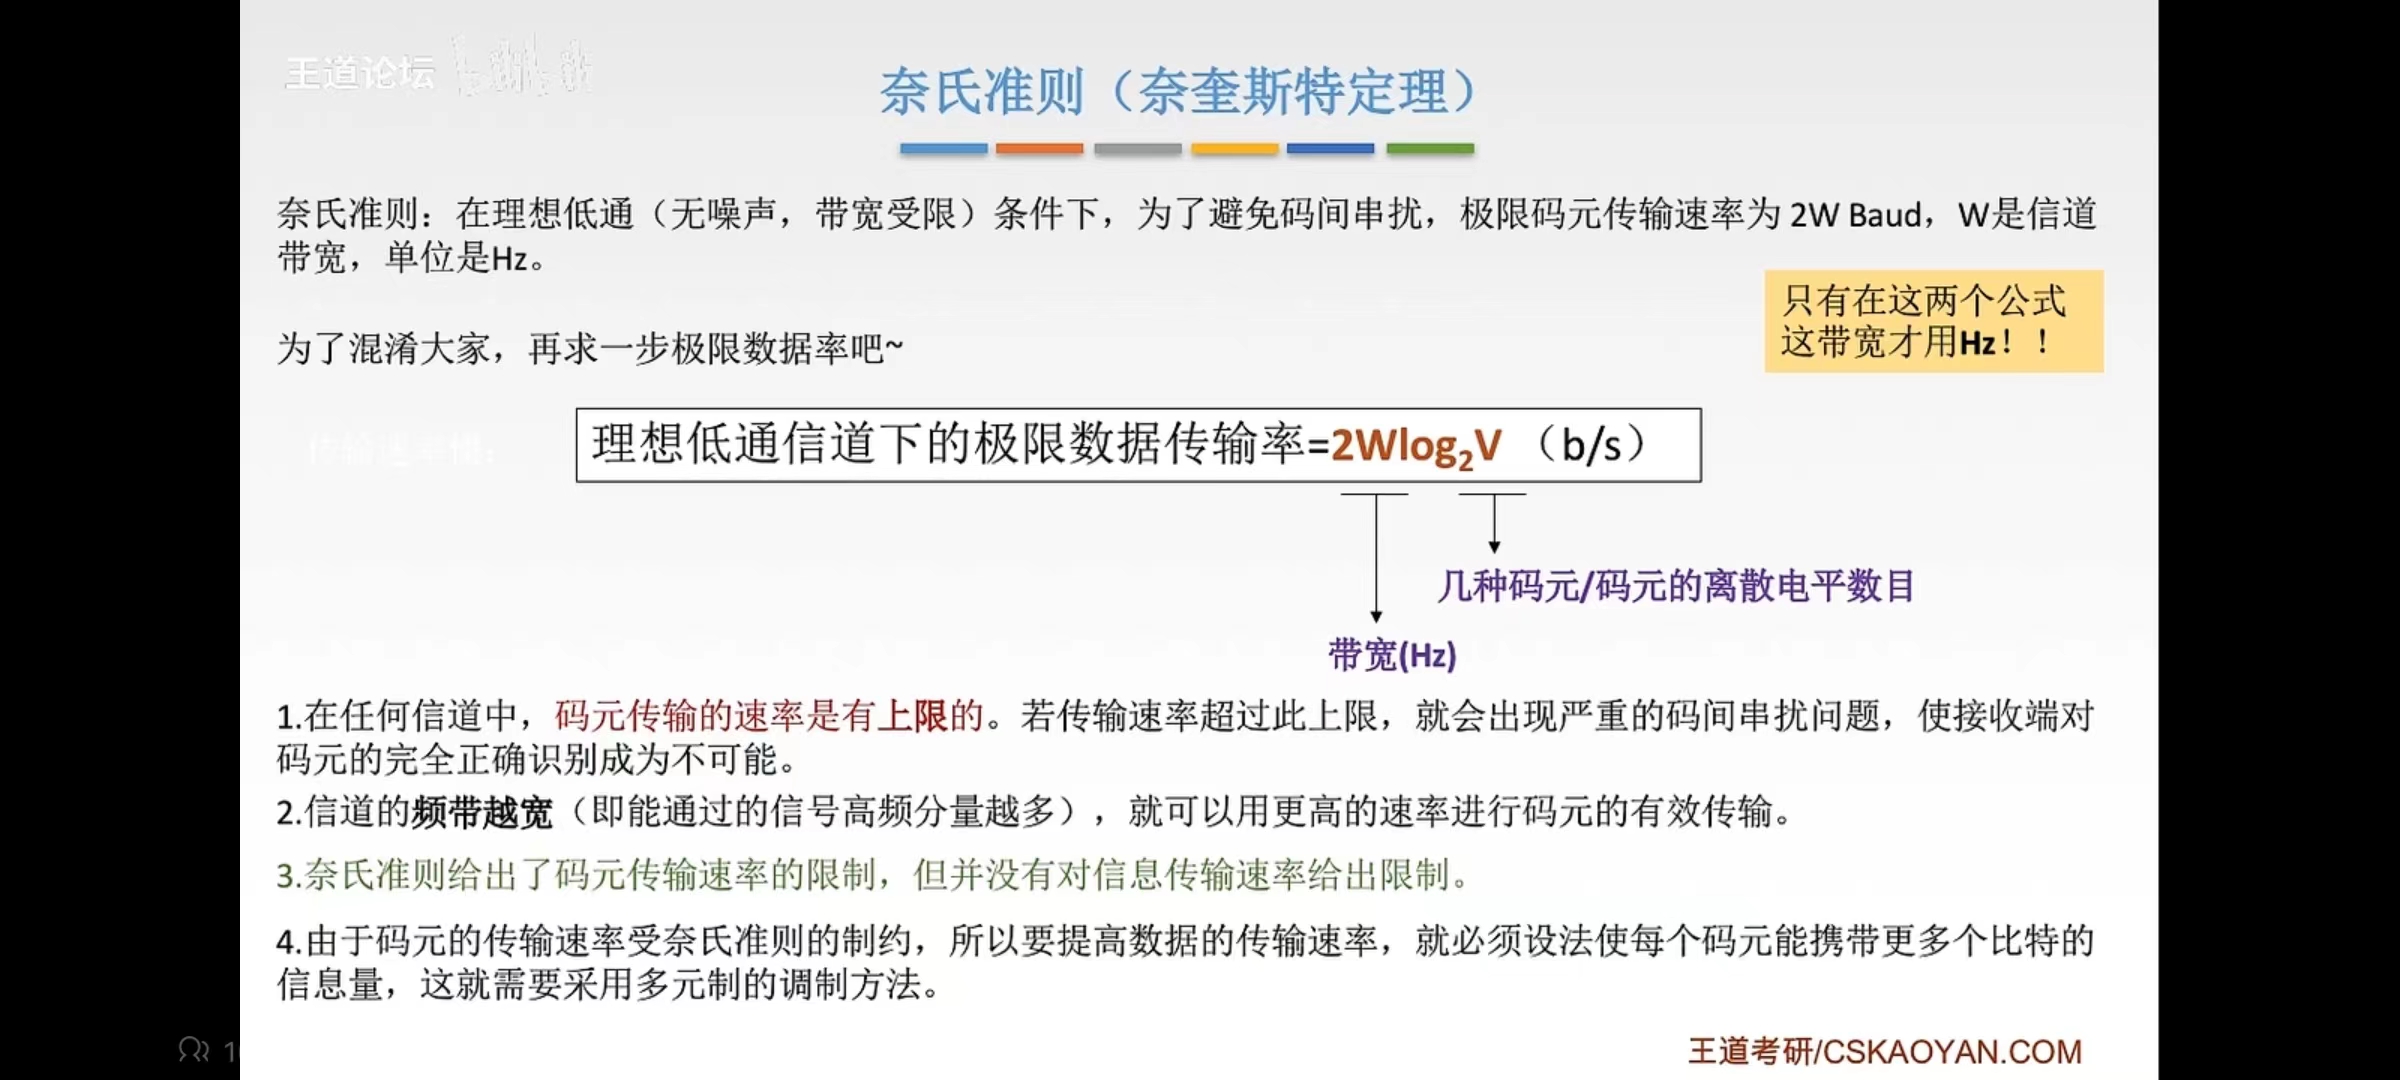 王道论坛
奈氏准则（奈奎斯特定理）
奈氏准则：在理想低通（无噪声，带宽受限）条件下，为了避免码间串扰，极限码元传输速率为 2W Baud，W是信道
带宽，单位是Hz。
只有在这两个公式
这带宽才用Hz！！
为了混淆大家，再求一步极限数据率吧~
理想低通信道下的极限数据传输率=2Wlog₂V （b/s）
几种码元/码元的离散电平数目
带宽(Hz)
1.在任何信道中，码元传输的速率是有上限的。若传输速率超过此上限，就会出现严重的码间串扰问题，使接收端对
码元的完全正确识别成为不可能。
2.信道的频带越宽（即能通过的信号高频分量越多），就可以用更高的速率进行码元的有效传输。
3.奈氏准则给出了码元传输速率的限制，但并没有对信息传输速率给出限制。
4.由于码元的传输速率受奈氏准则的制约，所以要提高数据的传输速率，就必须设法使每个码元能携带更多个比特的
信息量，这就需要采用多元制的调制方法。
王道考研/CSKAOYAN.COM